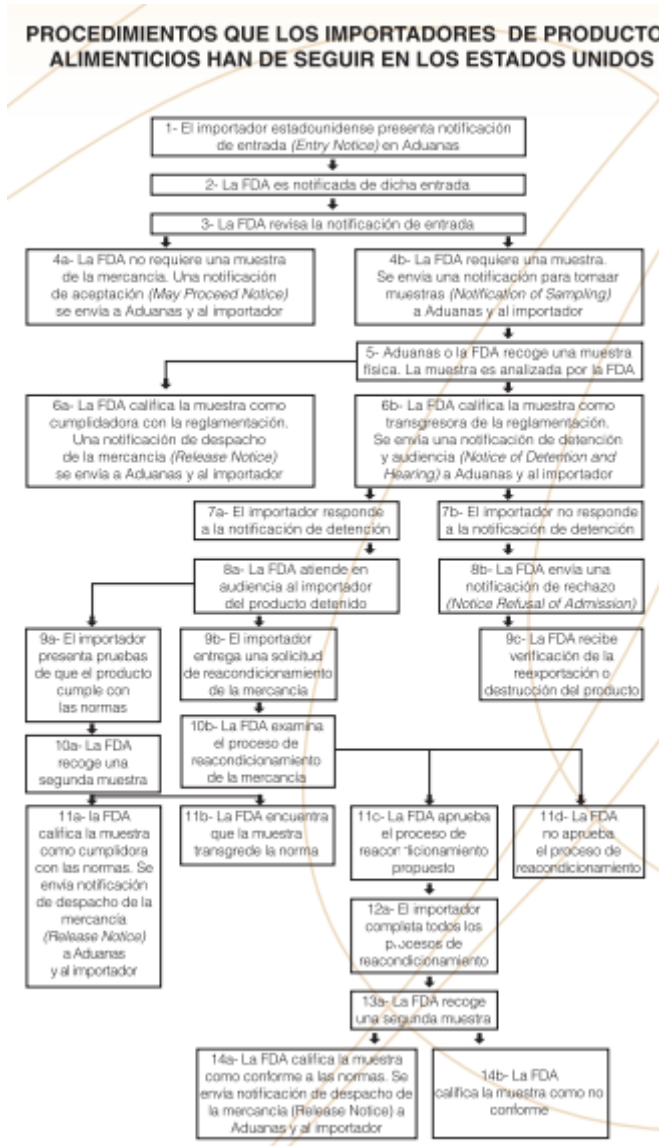 PROCEDIMIENTOS QUE LOS IMPORTADORES DE PRODUCTO
ALIMENTICIOS HAN DE SEGUIR EN LOS ESTADOS UNIDOS
1- El importador estadounidense presenta notificación
de entrada (Entry Notice) en Aduanas
2- La FDA es notificada de dicha entrada
3- La FDA revisa la notificación de entrada
4a- La FDA no requiere una muestra
de la mercancía. Una notificación
de aceptación (May Proceed Notice)
se envía a Aduanas y al importador
4b- La FDA requiere una muestra.
Se envía una notificación para tomaar
muestras (Notification of Sampling)
a Aduanas y al importador
5- Aduanas o la FDA recoge una muestra
física. La muestra es analizada por la FDA
6a- La FDA califica la muestra como
cumplidadora con la reglamentación.
Una notificación de despacho
de la mercancía (Release Notice)
se envía a Aduanas y al importador
6b- La FDA califica la muestra como
transgresora de la reglamentación.
Se envía una notificación de detención
y audiencia (Notice of Detention and
Hearing) a Aduanas y al importador
7a- El importador responde
a la notificación de detención
7b- El importador no responde
a la notificación de detención
8a- La FDA atiende en
audiencia al importador
del producto detenido
8b- La FDA envía una
notificación de rechazo
(Notice Refusal of Admission)
9a- El importador
presenta pruebas
de que el producto
cumple con
las normas
9b- El importador
entrega una solicitud
de reacondicionamiento
de la mercancía
9c- La FDA recibe
verificación de la
reexportación o
destrucción del producto
10a- La FDA
recoge una
segunda muestra
10b- La FDA examina
el proceso de
reacondicionamiento
de la mercancía
11a- la FDA
califica la muestra
como cumplidora
con las normas. Se
envía notificación
de despacho de la
mercancía
(Release Notice)
a Aduanas
y al importador
11b- La FDA encuentra
que la muestra
transgrede la norma
11c- La FDA aprueba
el proceso de
reacondicionamiento
propuesto
11d- La FDA
no aprueba
el proceso de
reacondicionamiento
12a- El importador
completa todos los
procesos de
reacondicionamiento
13a- La FDA recoge
una segunda muestra
14a- La FDA califica la muestra
como conforme a las normas. Se
envía notificación de despacho de
la mercancía (Release Notice) a
Aduanas y al importador
14b- La FDA
califica la muestra como no
conforme